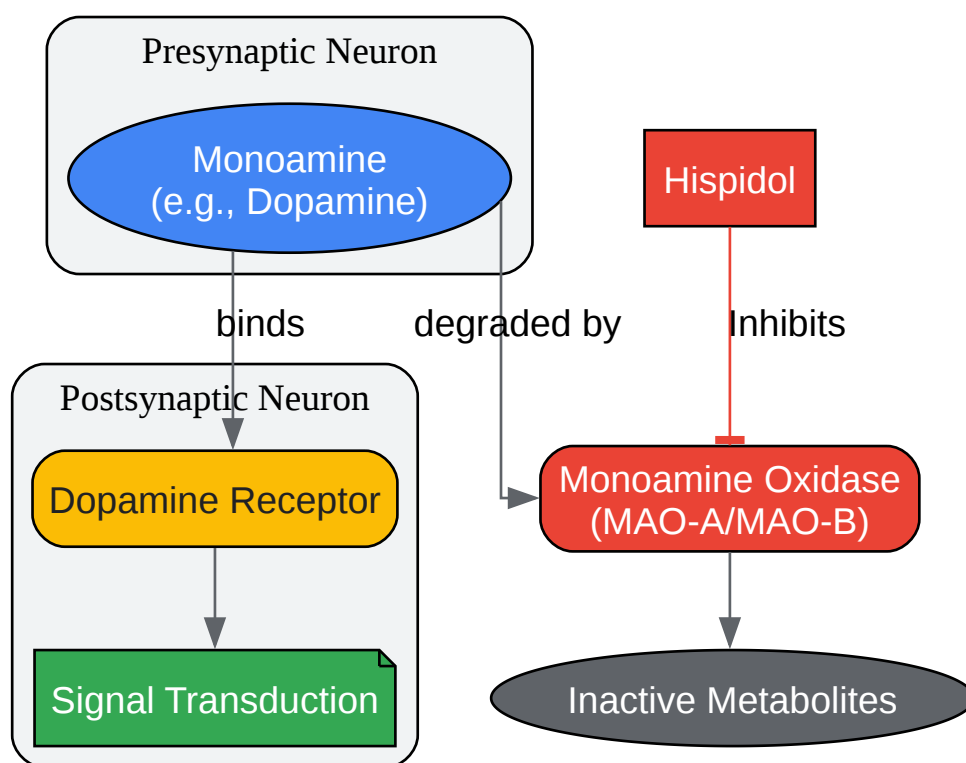 Presynaptic Neuron
Monoamine
(e.g., Dopamine)
Hispidol
binds
degraded by
Inhibits
Postsynaptic Neuron
Dopamine Receptor
Monoamine Oxidase
(MAO-A/MAO-B)
Signal Transduction
Inactive Metabolites